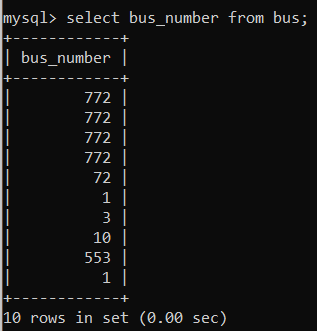 mysql> select bus_number from bus;
+------------+
| bus_number |
+------------+
|        772 |
|        772 |
|        772 |
|        772 |
|         72 |
|          1 |
|          3 |
|         10 |
|        553 |
|          1 |
+------------+
10 rows in set (0.00 sec)